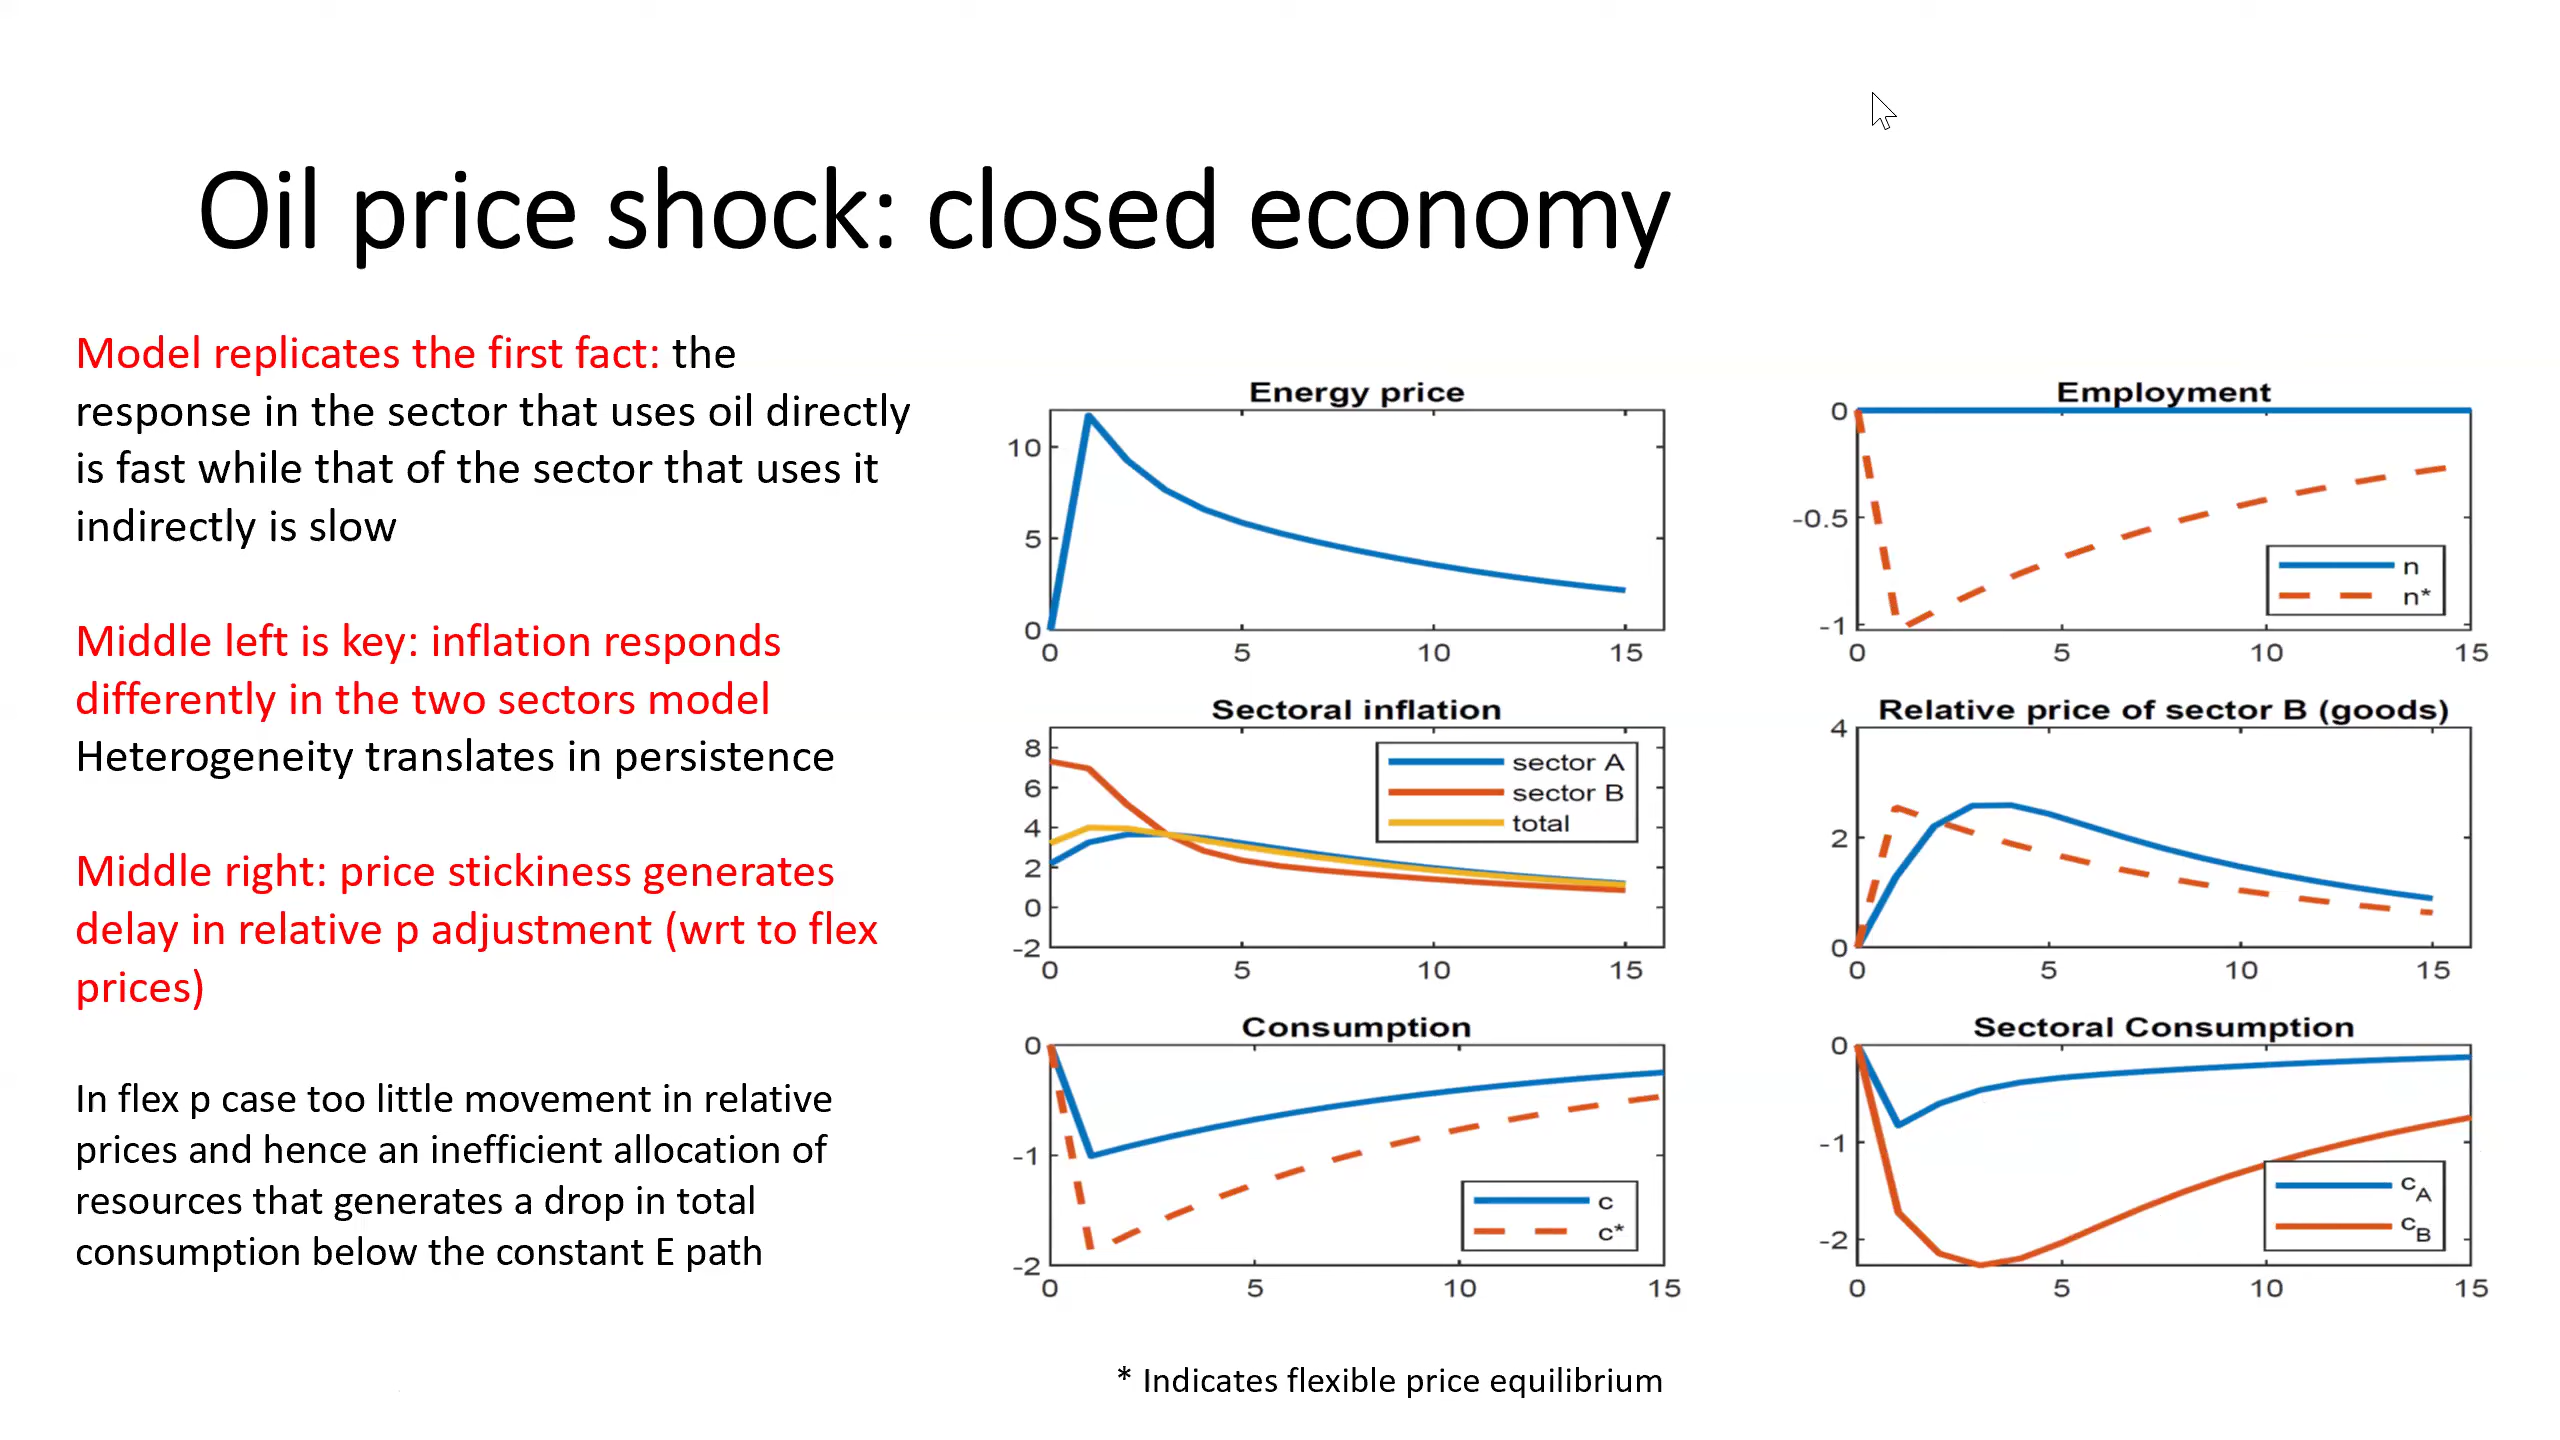 Oil price shock: closed economy
Model replicates the first fact: the
response in the sector that uses oil directly
is fast while that of the sector that uses it
indirectly is slow
Middle left is key: inflation responds
differently in the two sectors model
Heterogeneity translates in persistence
Middle right: price stickiness generates
delay in relative p adjustment (wrt to flex
prices)
In flex p case too little movement in relative
prices and hence an inefficient allocation of
resources that generates a drop in total
consumption below the constant E path
Energy price
10
5
0
0 5 10 15
Employment
0
-0.5
-1
n
n*
0 5 10 15
Sectoral inflation
8
6
4
2
0
-2
sector A
sector B
total
0 5 10 15
Relative price of sector B (goods)
4
2
0
0 5 10 15
Consumption
0
-1
-2
c
c*
0 5 10 15
Sectoral Consumption
0
-1
-2
c_A
c_B
0 5 10 15
* Indicates flexible price equilibrium